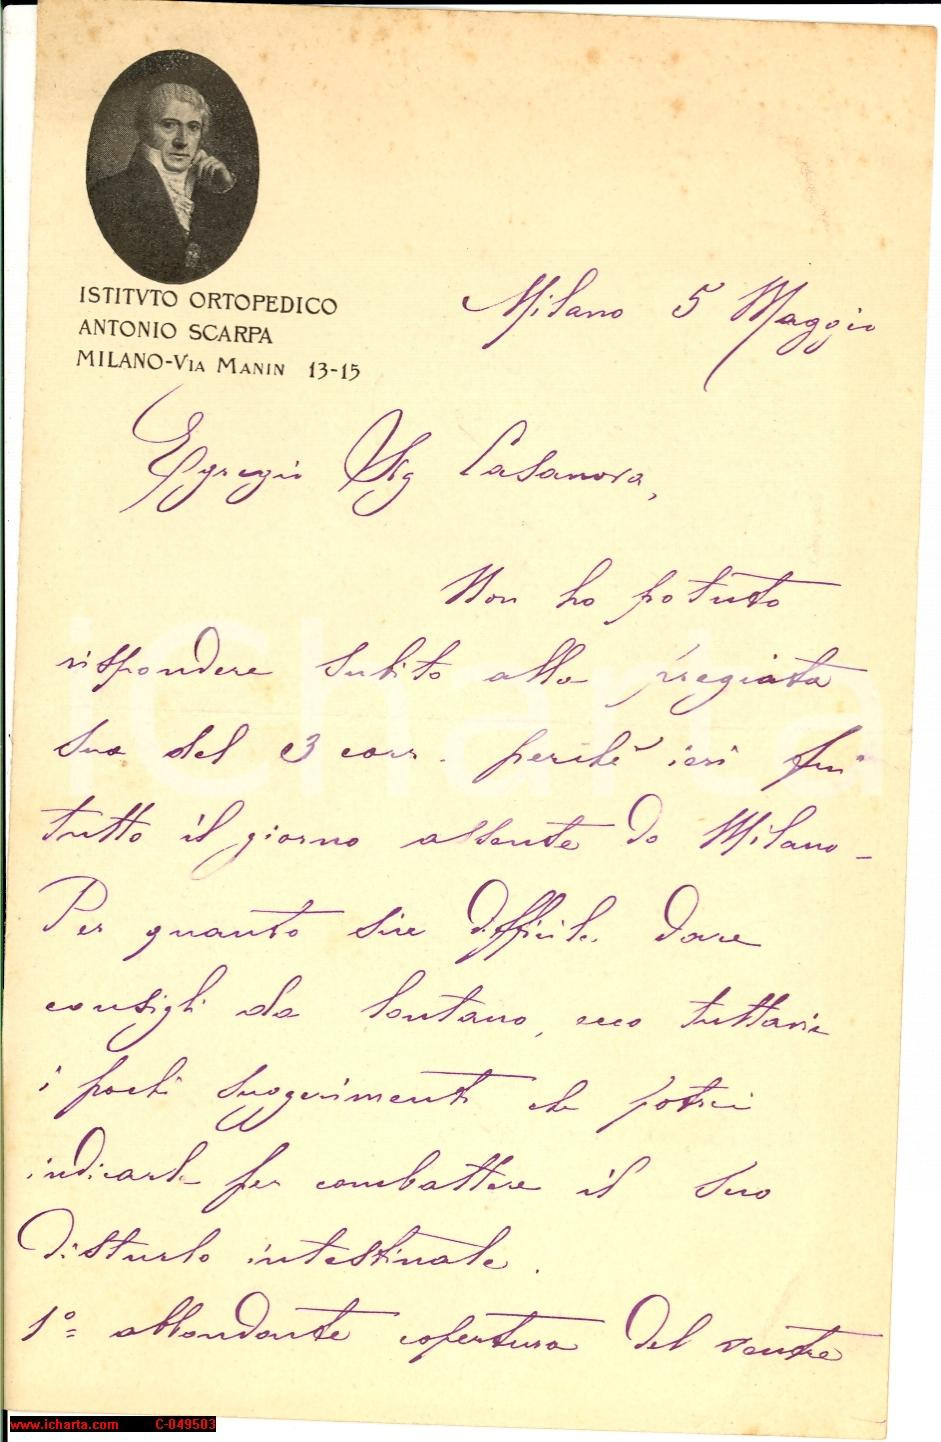 ISTITVTO ORTOPEDICO
ANTONIO SCARPA
MILANO-VIA MANIN 13-15
Milano 5 Maggio
Egregio Sig Casanova,
Non ho potuto
rispondere subito alla pregiata
sua del 3 corr. perchè ieri fui
tutto il giorno assente da Milano-
Per quanto sia difficile dare
consigli da lontano, ecco tuttavia
i pochi suggerimenti che potrei
indicarle per combattere il suo
disturbo intestinale.
1°= abbondante copertura del ventre
iCharta
www.icharta.com C-049503